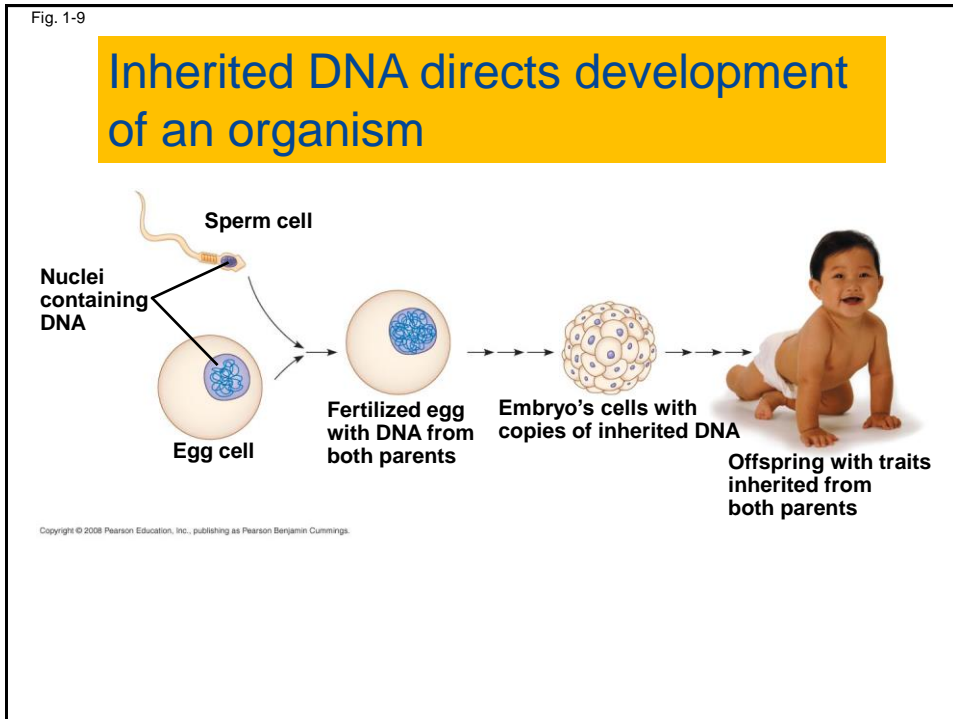 Fig. 1-9
Inherited DNA directs development
of an organism
Sperm cell
Nuclei
containing
DNA
Egg cell
Fertilized egg
with DNA from
both parents
Embryo's cells with
copies of inherited DNA
Offspring with traits
inherited from
both parents
Copyright © 2008 Pearson Education, Inc., publishing as Pearson Benjamin Cummings.